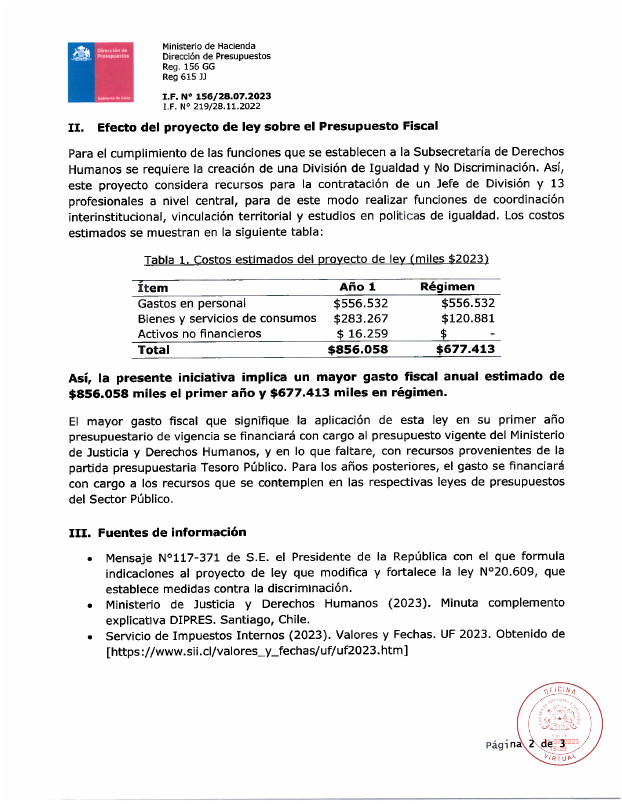 Dirección de
Presupuestos
Gobierno de Chile
Ministerio de Hacienda
Dirección de Presupuestos
Reg. 156 GG
Reg 615 JJ
I.F. N° 156/28.07.2023
I.F. N° 219/28.11.2022
II. Efecto del proyecto de ley sobre el Presupuesto Fiscal
Para el cumplimiento de las funciones que se establecen a la Subsecretaría de Derechos
Humanos se requiere la creación de una División de Igualdad y No Discriminación. Así,
este proyecto considera recursos para la contratación de un Jefe de División y 13
profesionales a nivel central, para de este modo realizar funciones de coordinación
interinstitucional, vinculación territorial y estudios en políticas de igualdad. Los costos
estimados se muestran en la siguiente tabla:
Tabla 1. Costos estimados del proyecto de ley (miles $2023)
Ítem Año 1 Régimen
Gastos en personal $556.532 $556.532
Bienes y servicios de consumos $283.267 $120.881
Activos no financieros $ 16.259 $ -
Total $856.058 $677.413
Así, la presente iniciativa implica un mayor gasto fiscal anual estimado de
$856.058 miles el primer año y $677.413 miles en régimen.
El mayor gasto fiscal que signifique la aplicación de esta ley en su primer año
presupuestario de vigencia se financiará con cargo al presupuesto vigente del Ministerio
de Justicia y Derechos Humanos, y en lo que faltare, con recursos provenientes de la
partida presupuestaria Tesoro Público. Para los años posteriores, el gasto se financiará
con cargo a los recursos que se contemplen en las respectivas leyes de presupuestos
del Sector Público.
III. Fuentes de información
• Mensaje N°117-371 de S.E. el Presidente de la República con el que formula
indicaciones al proyecto de ley que modifica y fortalece la ley N°20.609, que
establece medidas contra la discriminación.
• Ministerio de Justicia y Derechos Humanos (2023). Minuta complemento
explicativa DIPRES. Santiago, Chile.
• Servicio de Impuestos Internos (2023). Valores y Fechas. UF 2023. Obtenido de
[https://www.sii.cl/valores_y_fechas/uf/uf2023.htm]
OFICINA
VIRTUAL
Página 2 de 3